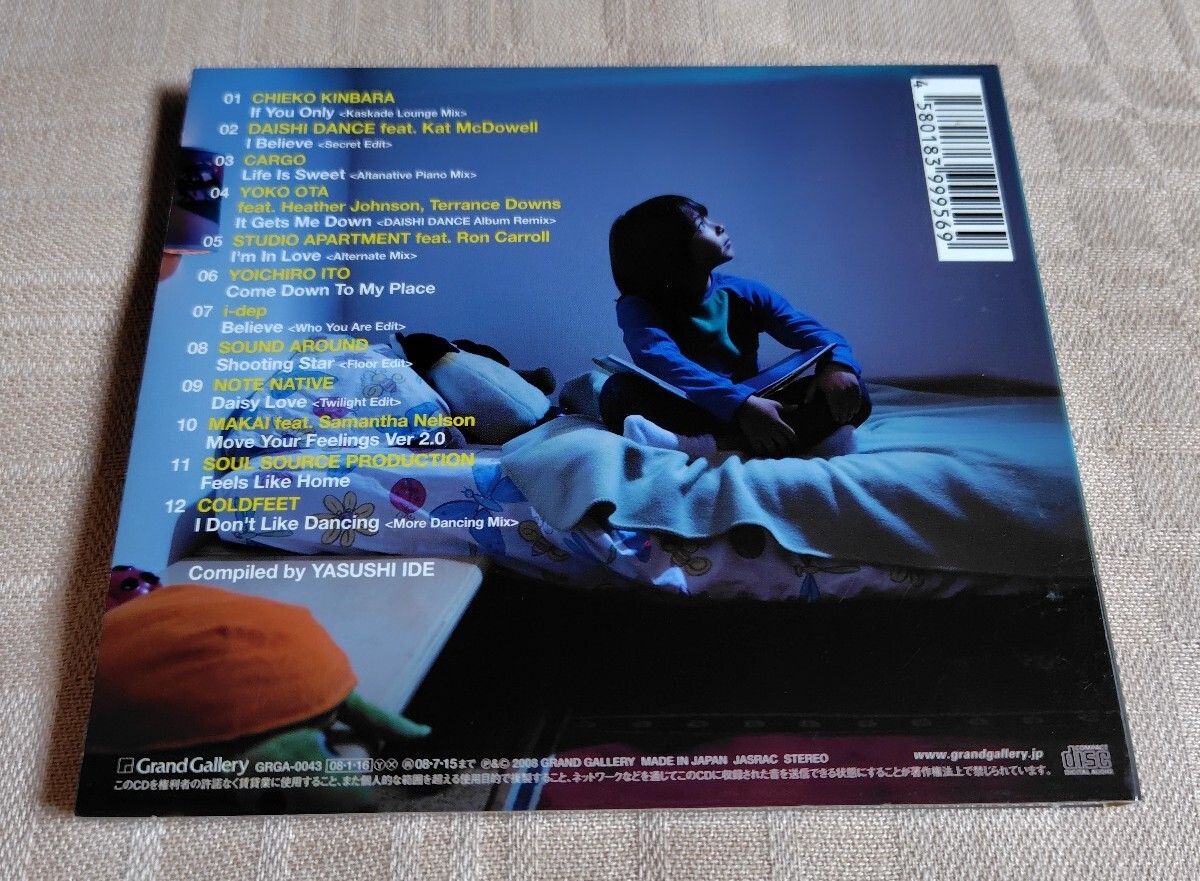 01 CHIEKO KINBARA
If You Only <Kaskade Lounge Mix>
02 DAISHI DANCE feat. Kat McDowell
I Believe <Secret Edit>
03 CARGO
Life Is Sweet <Altanative Piano Mix>
04 YOKO OTA
feat. Heather Johnson, Terrance Downs
It Gets Me Down <DAISHI DANCE Album Remix>
05 STUDIO APARTMENT feat. Ron Carroll
I'm In Love <Alternate Mix>
06 YOICHIRO ITO
Come Down To My Place
07 i-dep
Believe <Who You Are Edit>
08 SOUND AROUND
Shooting Star <Floor Edit>
09 NOTE NATIVE
Daisy Love <Twilight Edit>
10 MAKAI feat. Samantha Nelson
Move Your Feelings Ver 2.0
11 SOUL SOURCE PRODUCTION
Feels Like Home
12 COLDFEET
I Don't Like Dancing <More Dancing Mix>
Compiled by YASUSHI IDE
4 580183 999569
Grand Gallery GRGA-0043 08·1·16 Ⓨ Ⓧ ㊢08·7·15まで Ⓟ&© 2008 GRAND GALLERY MADE IN JAPAN JASRAC STEREO
www.grandgallery.jp
COMPACT
disc
DIGITAL AUDIO
このCDを権利者の許諾なく賃貸業に使用すること、また個人的な範囲を超える使用目的で複製すること、ネットワークなどを通じてこのCDに収録された音を送信できる状態にすることが著作権法上で禁じられています。